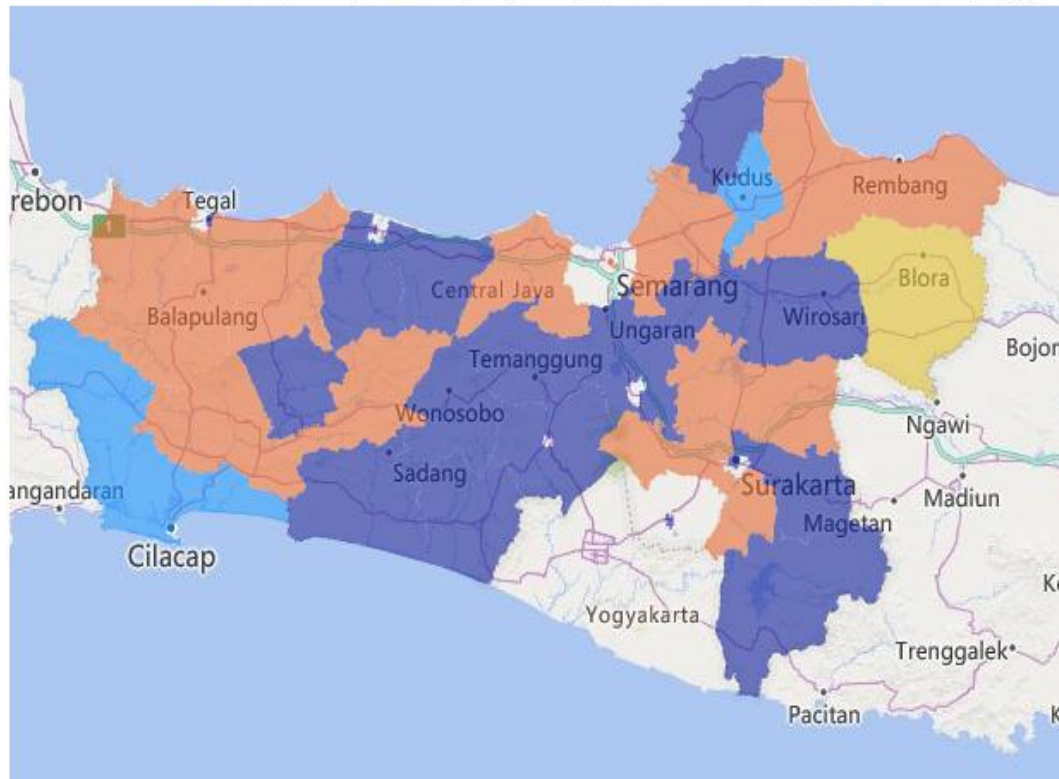 Kudus
Rembang
rebon
Tegal
1
Blora
Semarang
Central Jaya
Balapulang
Ungaran
Wirosari
Bojon
Temanggung
Wonosobo
Ngawi
Sadang
Surakarta
Madiun
angandaran
Magetan
Cilacap
Yogyakarta
Trenggalek
Pacitan